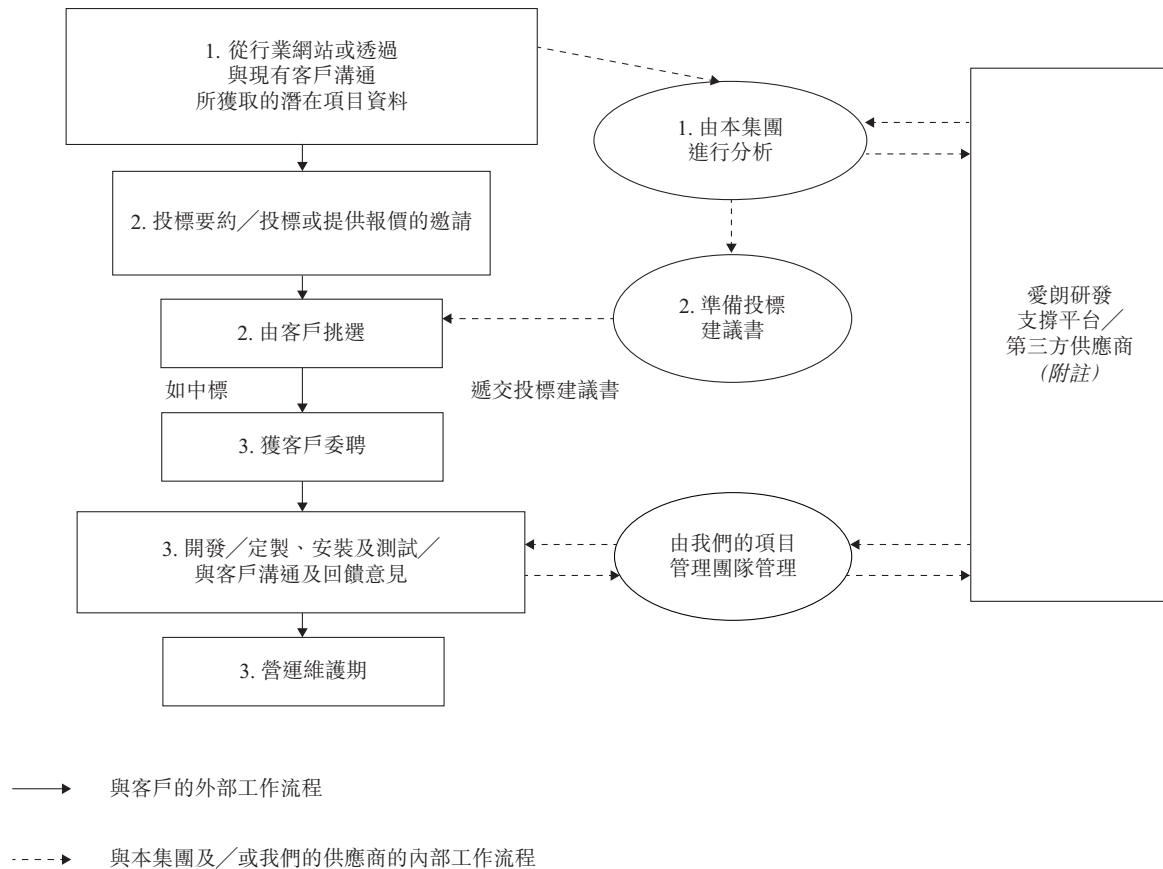 1. 從行業網站或透過
與現有客戶溝通
所獲取的潛在項目資料
1. 由本集團
進行分析
2. 投標要約／投標或提供報價的邀請
2. 由客戶挑選
2. 準備投標
建議書
愛朗研發
支撐平台／
第三方供應商
(附註)
如中標
遞交投標建議書
3. 獲客戶委聘
3. 開發／定製、安裝及測試／
與客戶溝通及回饋意見
由我們的項目
管理團隊管理
3. 營運維護期
與客戶的外部工作流程
與本集團及／或我們的供應商的內部工作流程